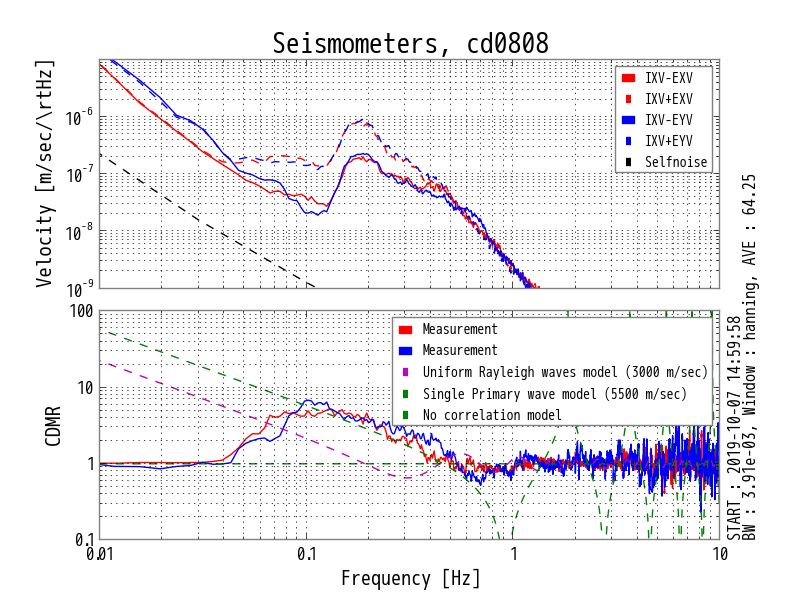 Seismometers, cd0808
Velocity [m/sec/\rtHz]
10^-6
10^-7
10^-8
10^-9
IXV-EXV
IXV+EXV
IXV-EYV
IXV+EYV
Selfnoise
CDMR
100
10
1
0.1
Measurement
Measurement
Uniform Rayleigh waves model (3000 m/sec)
Single Primary wave model (5500 m/sec)
No correlation model
0.01
0.1
1
10
Frequency [Hz]
START : 2019-10-07 14:59:58
BW : 3.91e-03, Window : hanning, AVE : 64.25